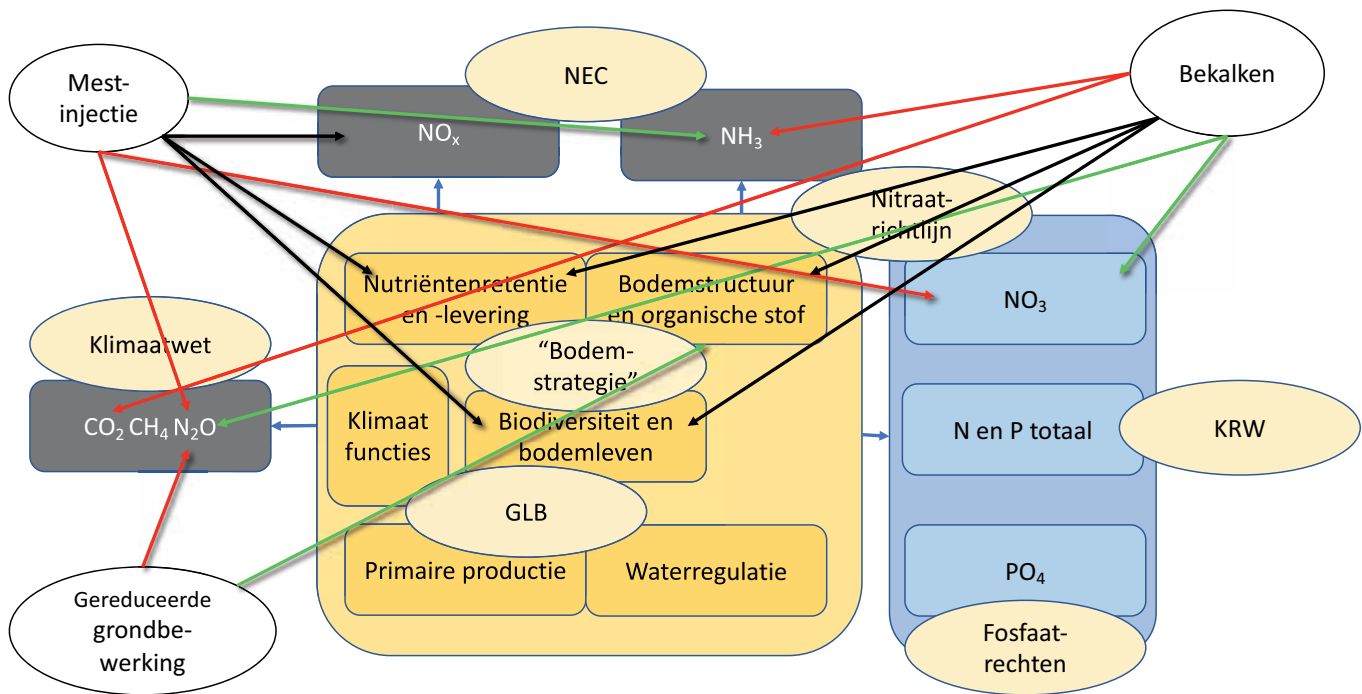 Mest-
injectie
NEC
Bekalken
NOx
NH3
Nitraat-
richtlijn
Nutriëntenretentie
en -levering
Bodemstructuur
en organische stof
NO3
Klimaatwet
“Bodem-
strategie”
CO2 CH4 N2O
Klimaat
functies
Biodiversiteit en
bodemleven
N en P totaal
KRW
GLB
Primaire productie
Waterregulatie
PO4
Gereduceerde
grondbe-
werking
Fosfaat-
rechten